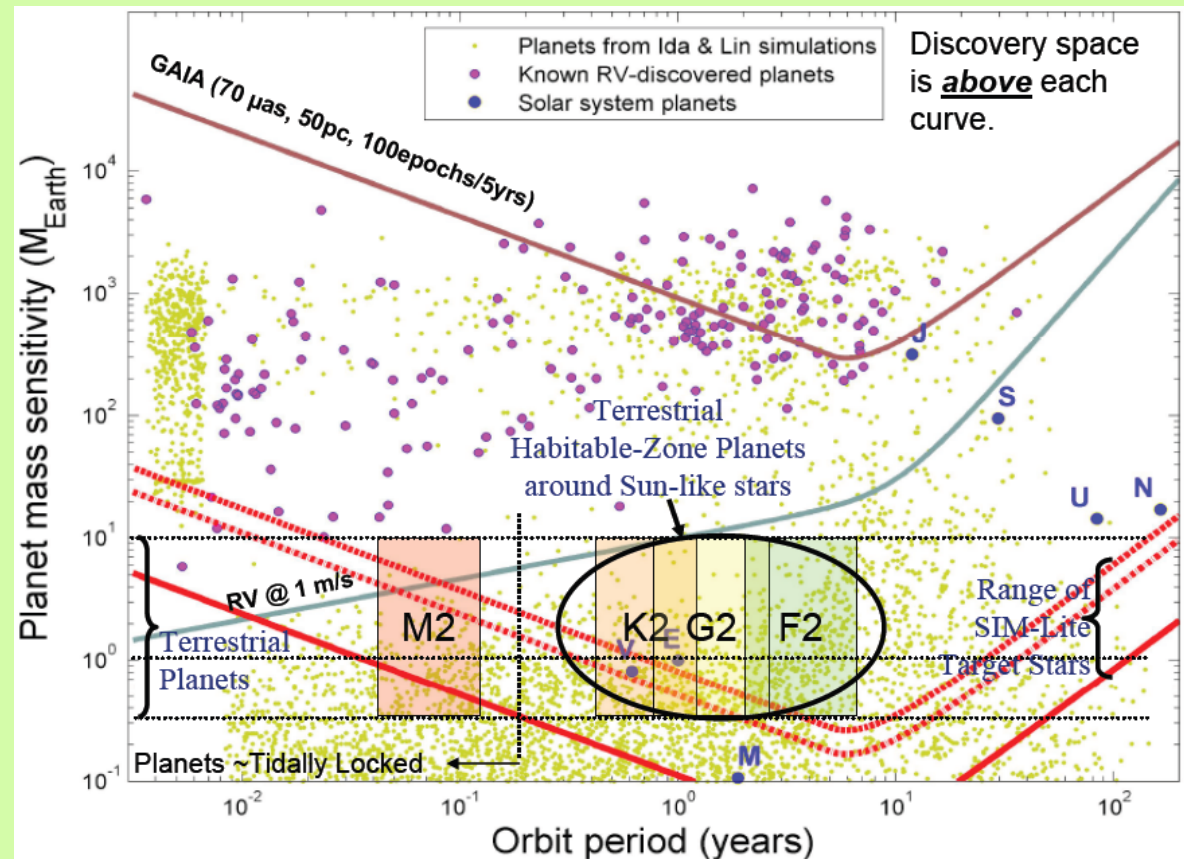 Planets from Ida & Lin simulations
Known RV-discovered planets
Solar system planets
Discovery space
is above each
curve.
GAIA (70 µas, 50pc, 100epochs/5yrs)
Planet mass sensitivity (M_Earth)
10^4
10^3
10^2
10^1
10^0
10^-1
J
S
U
N
Terrestrial
Habitable-Zone Planets
around Sun-like stars
RV @ 1 m/s
Terrestrial
Planets
M2
K2
G2
F2
V
E
M
Range of
SIM-Lite
Target Stars
Planets ~Tidally Locked
10^-2
10^-1
10^0
10^1
10^2
Orbit period (years)